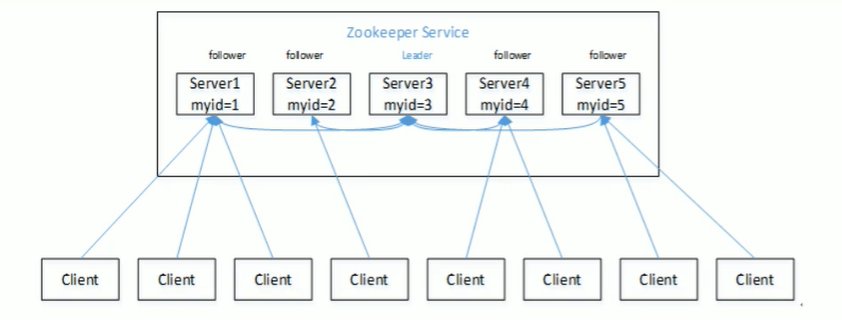 Zookeeper Service
follower follower Leader follower follower
Server1 Server2 Server3 Server4 Server5
myid=1 myid=2 myid=3 myid=4 myid=5
Client Client Client Client Client Client Client Client